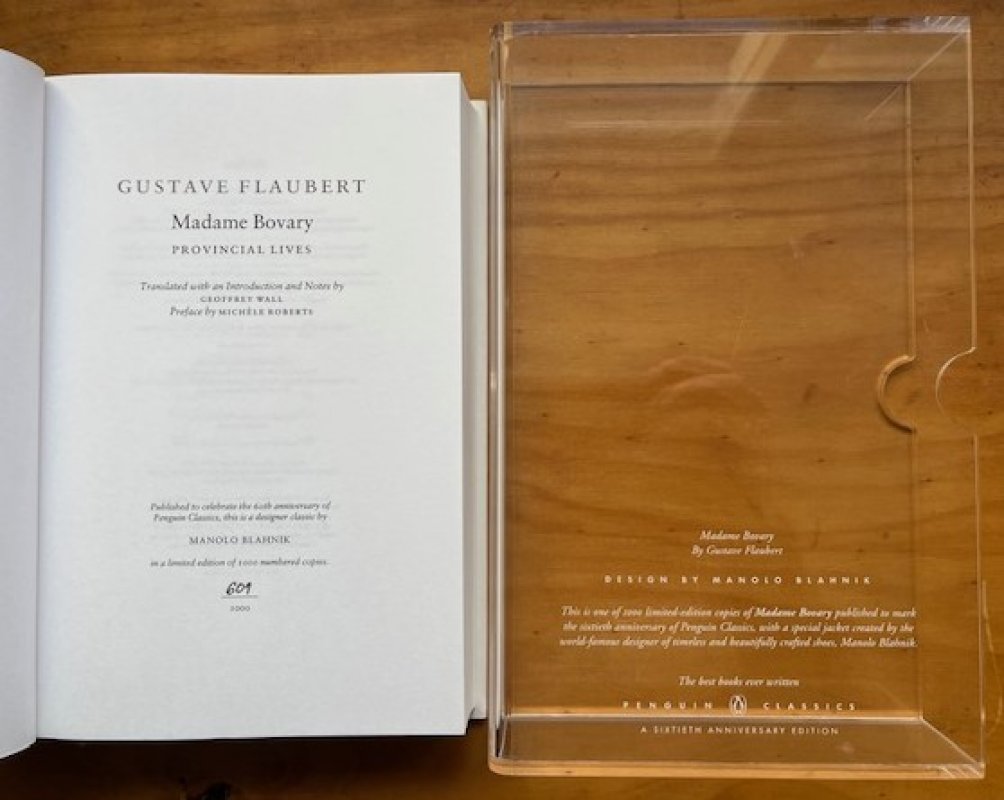 GUSTAVE FLAUBERT
Madame Bovary
PROVINCIAL LIVES
Translated with an Introduction and Notes by
GEOFFREY WALL
Preface by MICHÈLE ROBERTS
Published to celebrate the 60th anniversary of
Penguin Classics, this is a designer classic by
MANOLO BLAHNIK
in a limited edition of 1000 numbered copies.
601
1000
Madame Bovary
By Gustave Flaubert
DESIGN BY MANOLO BLAHNIK
This is one of 1000 limited-edition copies of Madame Bovary published to mark
the sixtieth anniversary of Penguin Classics, with a special jacket created by the
world-famous designer of timeless and beautifully crafted shoes, Manolo Blahnik.
The best books ever written
PENGUIN CLASSICS
A SIXTIETH ANNIVERSARY EDITION